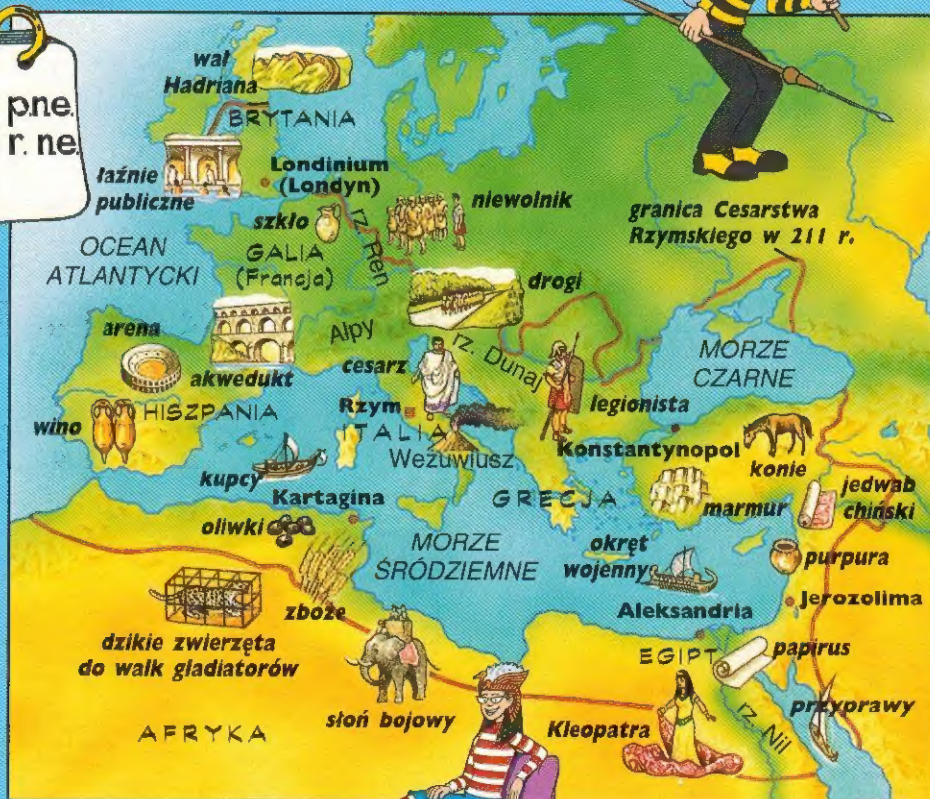 p.n.e.
r. n.e.
wał
Hadriana
BRYTANIA
łaźnie
publiczne
Londinium
(Londyn)
szkło
rz. Ren
niewolnik
granica Cesarstwa
Rzymskiego w 211 r.
OCEAN
ATLANTYCKI
GALIA
(Francja)
drogi
arena
akwedukt
Alpy
cesarz
rz. Dunaj
MORZE
CZARNE
wino
HISZPANIA
Rzym
ITALIA
Wezuwiusz
legionista
Konstantynopol
konie
kupcy
Kartagina
GRECJA
marmur
jedwab
chiński
oliwki
MORZE
ŚRÓDZIEMNE
okręt
wojenny
purpura
zboże
Aleksandria
Jerozolima
dzikie zwierzęta
do walk gladiatorów
EGIPT
papirus
słoń bojowy
Kleopatra
rz. Nil
przyprawy
AFRYKA